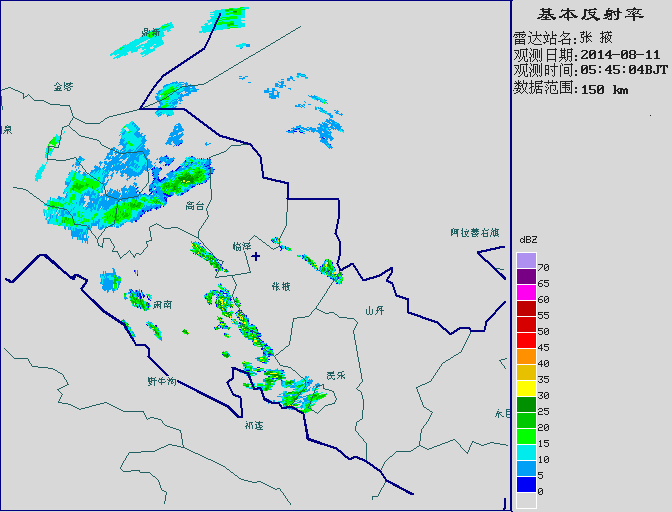 基本反射率
雷达站名:张 掖
观测日期:2014-08-11
观测时间:05:45:04BJT
数据范围:150 km
鼎新
金塔
泉
高台
临泽
阿拉善右旗
张掖
肃南
山丹
民乐
野牛沟
祁连
永昌
dBZ
70
65
60
55
50
45
40
35
30
25
20
15
10
5
0